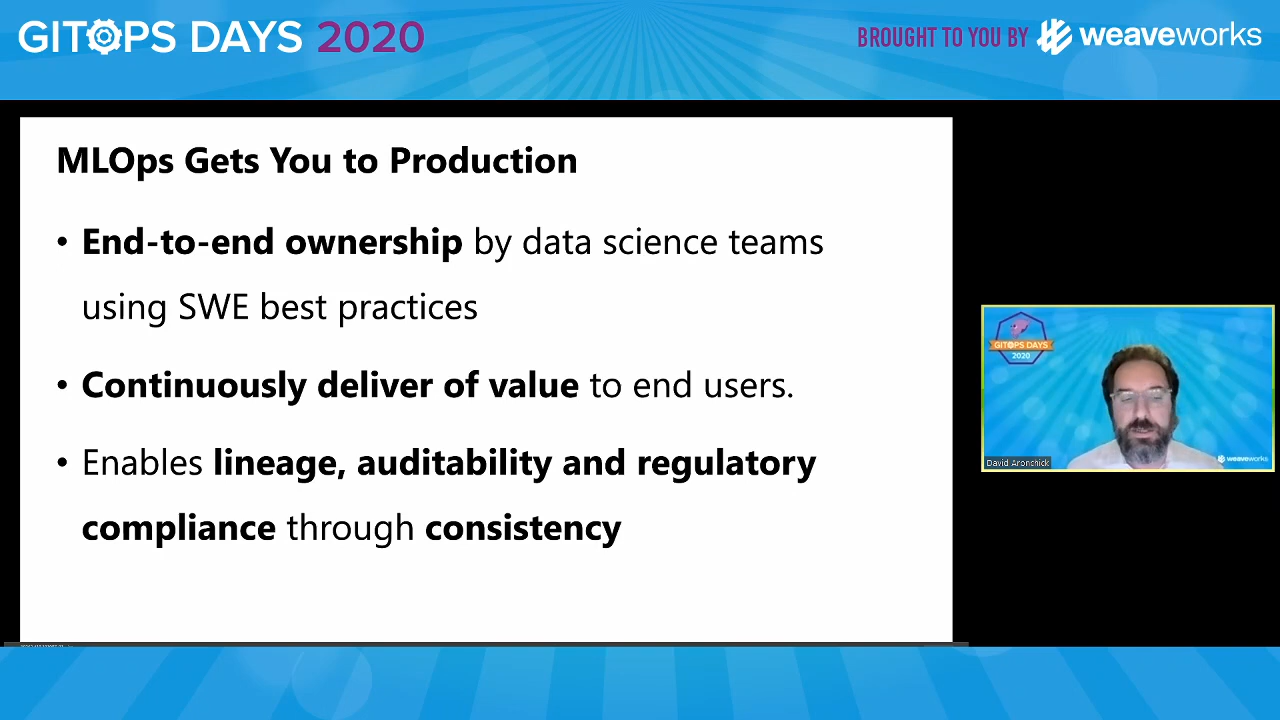 GITOPS DAYS 2020
BROUGHT TO YOU BY weaveworks
MLOps Gets You to Production
• End-to-end ownership by data science teams
using SWE best practices
• Continuously deliver of value to end users.
• Enables lineage, auditability and regulatory
compliance through consistency
GITOPS DAYS
2020
David Aronchick
weaveworks